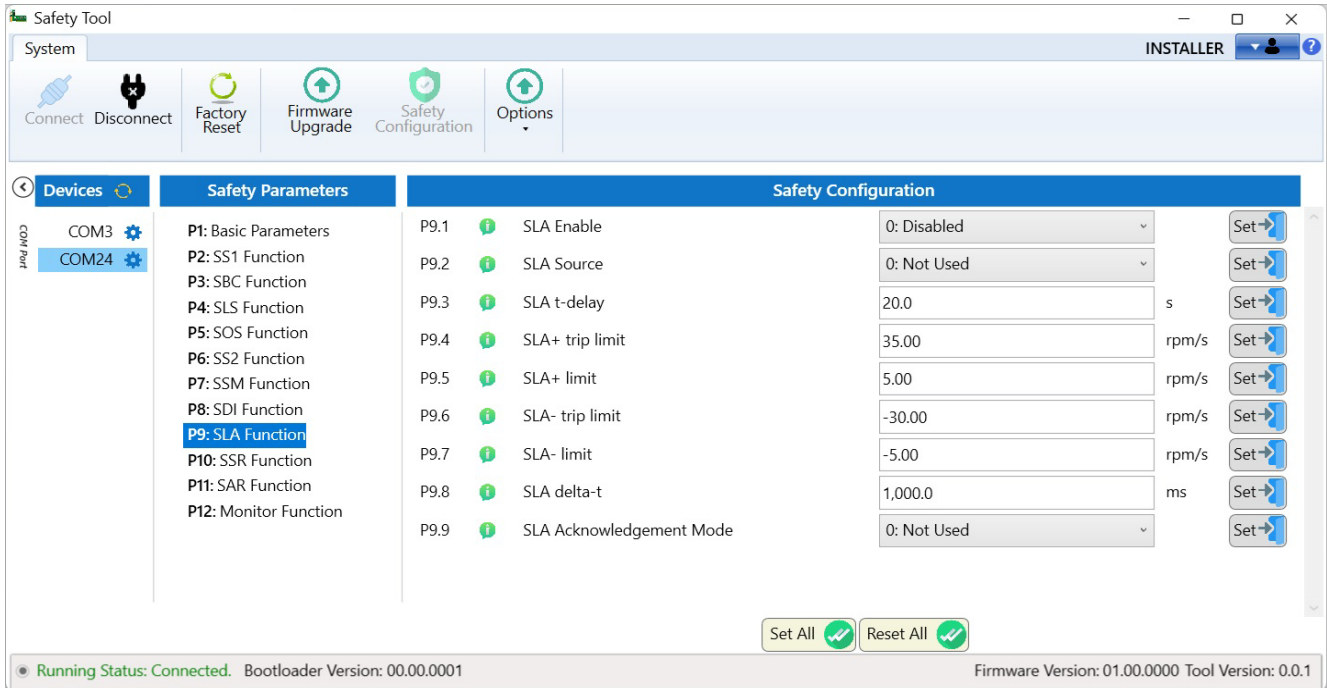 Safety Tool
System
INSTALLER
Connect Disconnect
Factory Reset
Firmware Upgrade
Safety Configuration
Options
Devices
Safety Parameters
Safety Configuration
COM Port
COM3
COM24
P1: Basic Parameters
P2: SS1 Function
P3: SBC Function
P4: SLS Function
P5: SOS Function
P6: SS2 Function
P7: SSM Function
P8: SDI Function
P9: SLA Function
P10: SSR Function
P11: SAR Function
P12: Monitor Function
P9.1 SLA Enable 0: Disabled Set
P9.2 SLA Source 0: Not Used Set
P9.3 SLA t-delay 20.0 s Set
P9.4 SLA+ trip limit 35.00 rpm/s Set
P9.5 SLA+ limit 5.00 rpm/s Set
P9.6 SLA- trip limit -30.00 rpm/s Set
P9.7 SLA- limit -5.00 rpm/s Set
P9.8 SLA delta-t 1,000.0 ms Set
P9.9 SLA Acknowledgement Mode 0: Not Used Set
Set All Reset All
Running Status: Connected. Bootloader Version: 00.00.0001 Firmware Version: 01.00.0000 Tool Version: 0.0.1